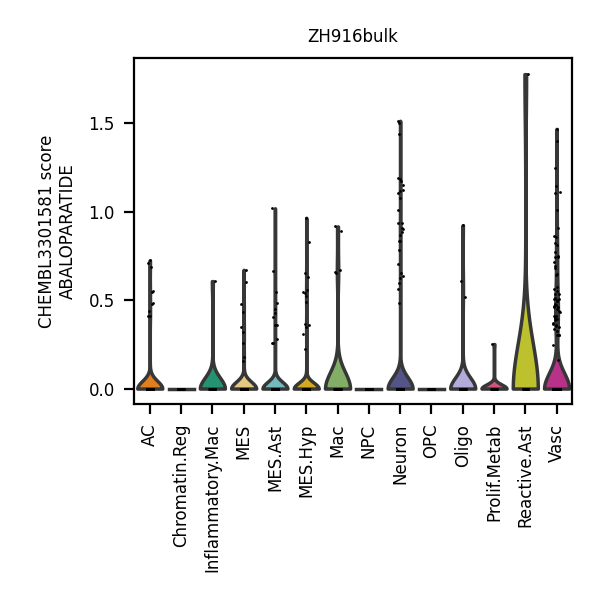 ZH916bulk
CHEMBL3301581 score
ABALOPARATIDE
1.5
1.0
0.5
0.0
AC
Chromatin.Reg
Inflammatory.Mac
MES
MES.Ast
MES.Hyp
Mac
NPC
Neuron
OPC
Oligo
Prolif.Metab
Reactive.Ast
Vasc